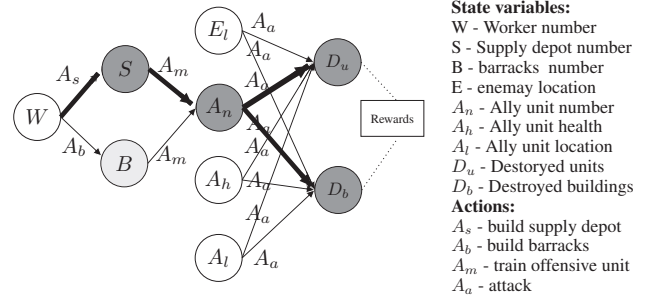 E_l
A_a
A_a
D_u
A_s
S
A_m
A_a
W
A_n
Rewards
A_a
A_b
B
A_m
A_a
A_h
A_a
D_b
A_a
A_l
A_a
State variables:
W - Worker number
S - Supply depot number
B - barracks number
E - enemay location
A_n - Ally unit number
A_h - Ally unit health
A_l - Ally unit location
D_u - Destoryed units
D_b - Destroyed buildings
Actions:
A_s - build supply depot
A_b - build barracks
A_m - train offensive unit
A_a - attack